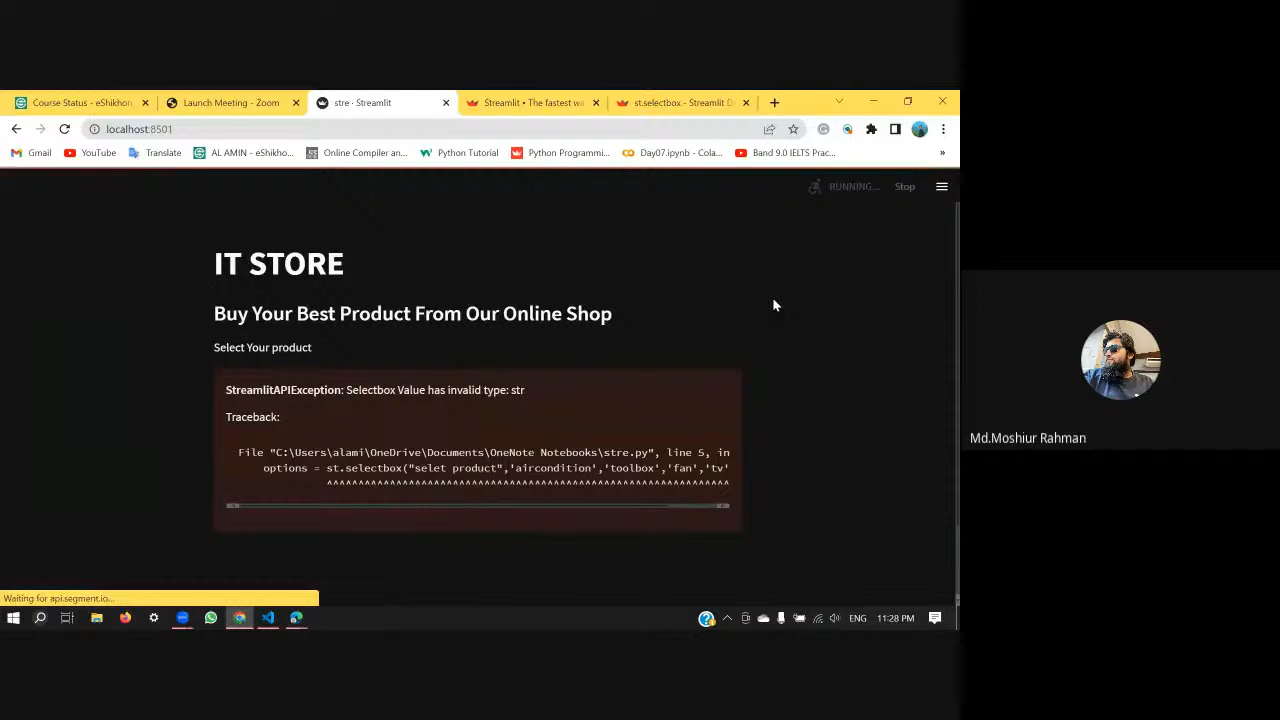 Course Status - eShikhon
Launch Meeting - Zoom
stre · Streamlit
Streamlit • The fastest wa
st.selectbox - Streamlit D
localhost:8501
Gmail
YouTube
Translate
AL AMIN - eShikho...
Online Compiler an...
Python Tutorial
Python Programmi...
Day07.ipynb - Cola...
Band 9.0 IELTS Prac...
»
RUNNING...
Stop
IT STORE
Buy Your Best Product From Our Online Shop
Select Your product
StreamlitAPIException: Selectbox Value has invalid type: str
Traceback:
File "C:\Users\alami\OneDrive\Documents\OneNote Notebooks\stre.py", line 5, in
options = st.selectbox("selet product",'aircondition','toolbox','fan','tv'
^^^^^^^^^^^^^^^^^^^^^^^^^^^^^^^^^^^^^^^^^^^^^^^^^^^^^^^^^^^^^
Md.Moshiur Rahman
Waiting for api.segment.io...
ENG
11:28 PM